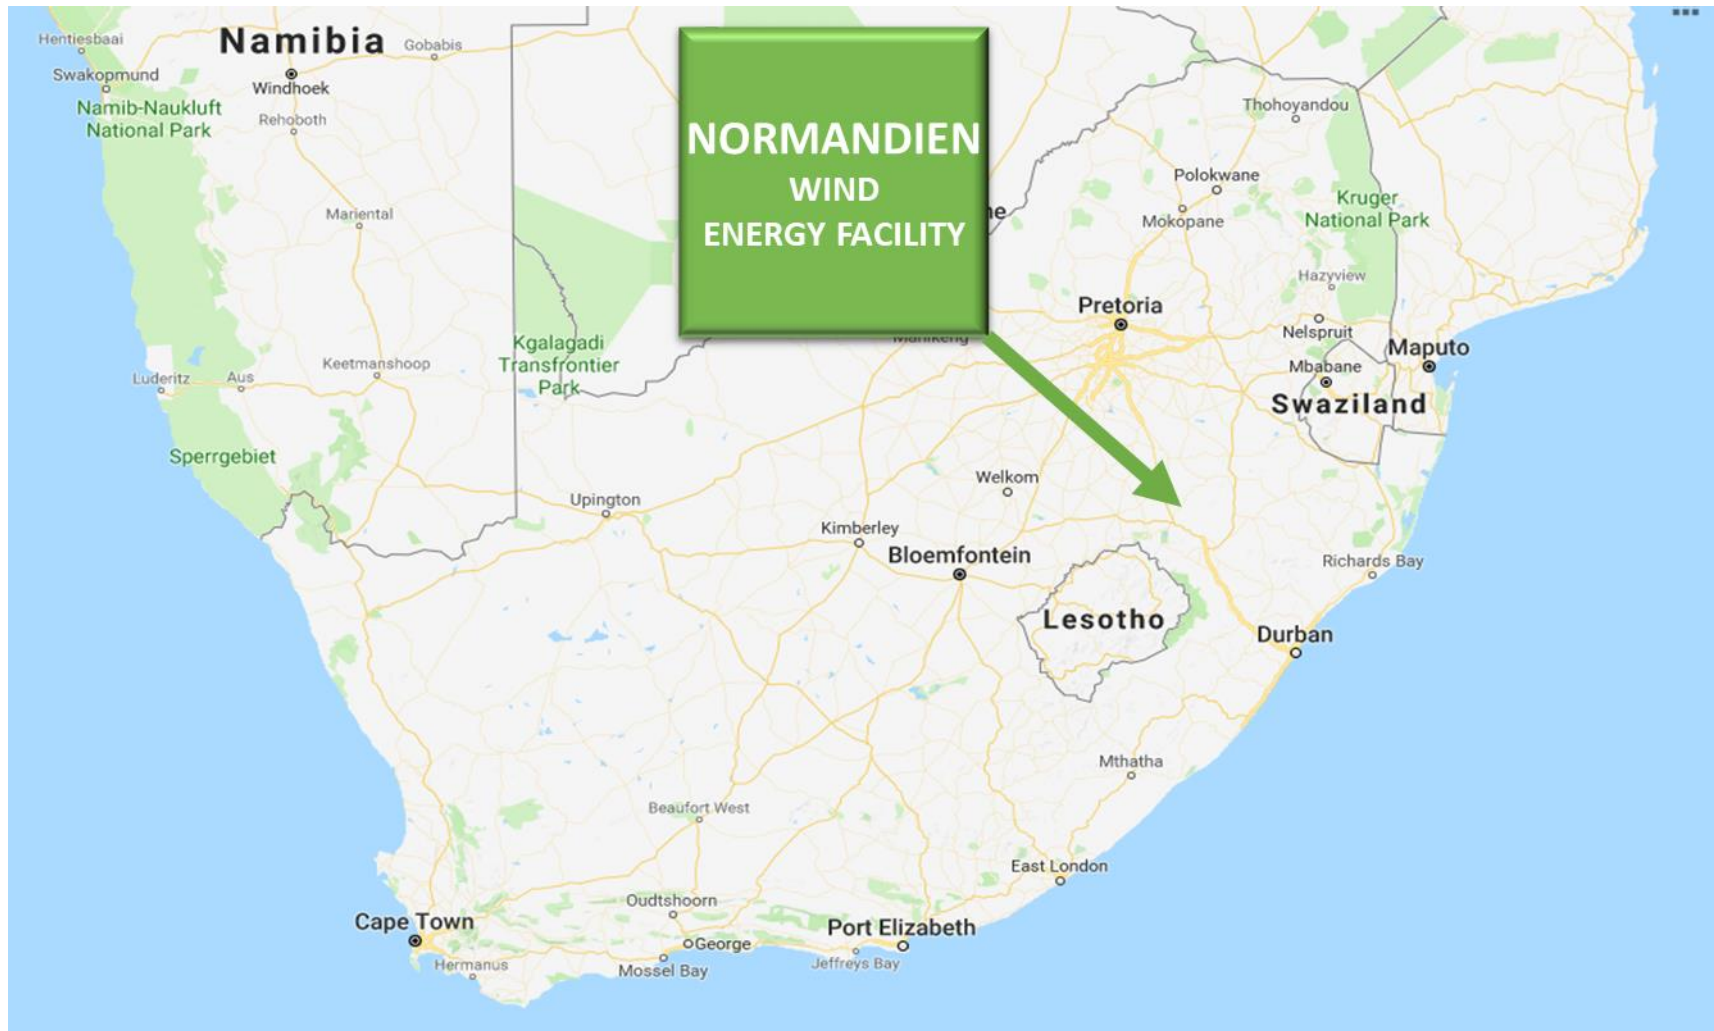 Hentiesbaai
Namibia
Gobabis
Swakopmund
Windhoek
Namib-Naukluft
National Park
Rehoboth
NORMANDIEN
WIND
ENERGY FACILITY
Thohoyandou
Polokwane
Mokopane
Kruger
National Park
Mariental
Hazyview
Pretoria
Nelspruit
Kgalagadi
Transfrontier
Park
Mahikeng
Maputo
Mbabane
Swaziland
Keetmanshoop
Luderitz
Aus
Sperrgebiet
Upington
Welkom
Kimberley
Bloemfontein
Richards Bay
Lesotho
Durban
Mthatha
Beaufort West
East London
Oudtshoorn
Cape Town
Port Elizabeth
George
Hermanus
Mossel Bay
Jeffreys Bay